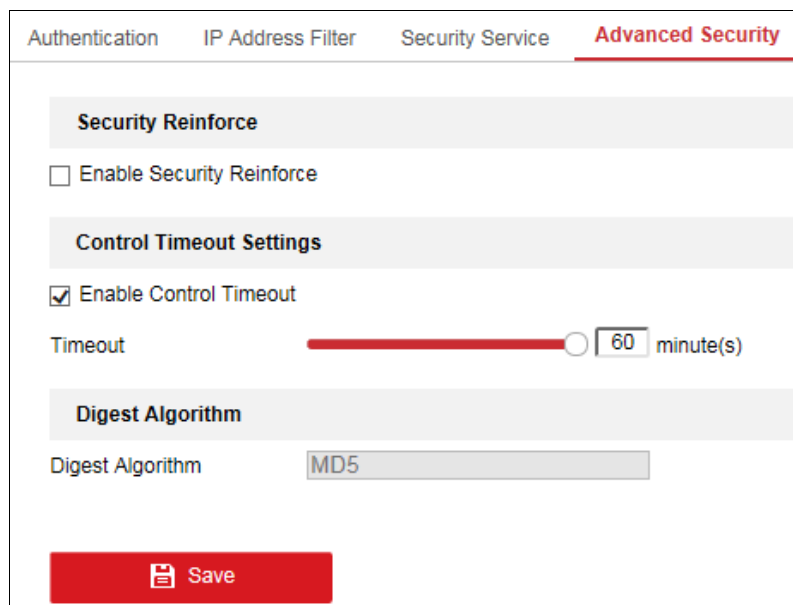 Authentication IP Address Filter Security Service Advanced Security
Security Reinforce
Enable Security Reinforce
Control Timeout Settings
Enable Control Timeout
Timeout 60 minute(s)
Digest Algorithm
Digest Algorithm MD5
Save